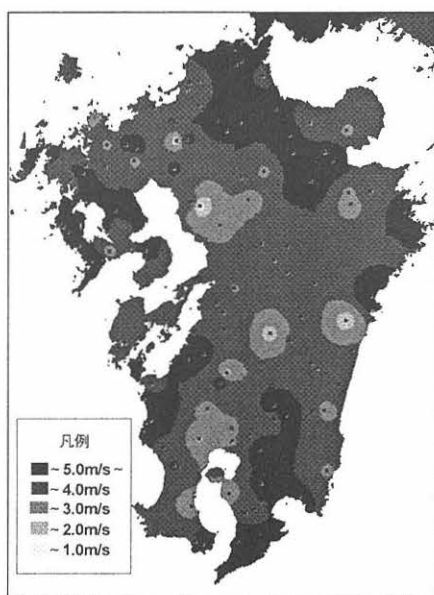 凡例
~ 5.0m/s ~
~ 4.0m/s
~ 3.0m/s
~ 2.0m/s
~ 1.0m/s